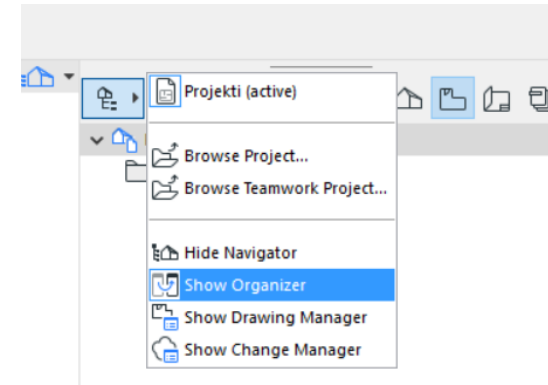 Projekti (active)
Browse Project...
Browse Teamwork Project...
Hide Navigator
Show Organizer
Show Drawing Manager
Show Change Manager